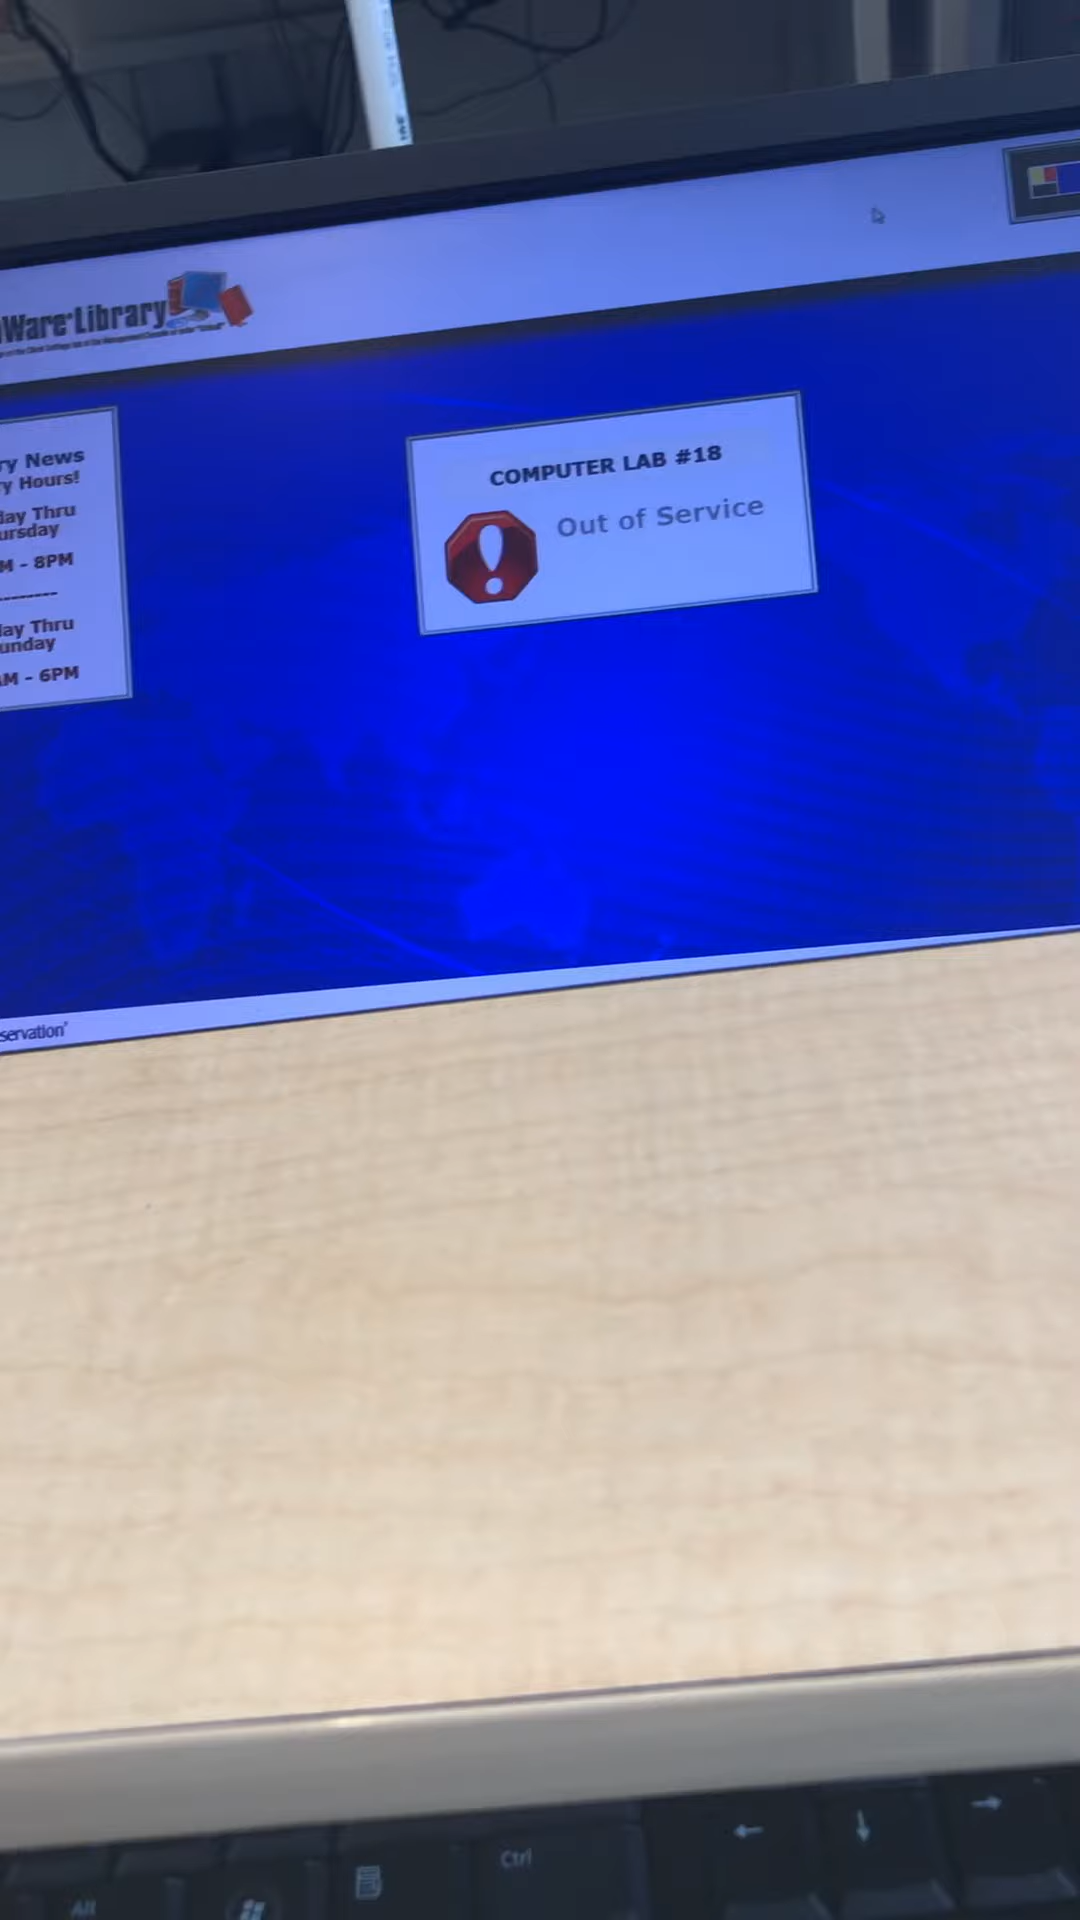 Ware Library
ry News
y Hours!
day Thru
ursday
M - 8PM
---------
day Thru
unday
AM - 6PM
COMPUTER LAB #18
Out of Service
servation
Ctrl
Alt